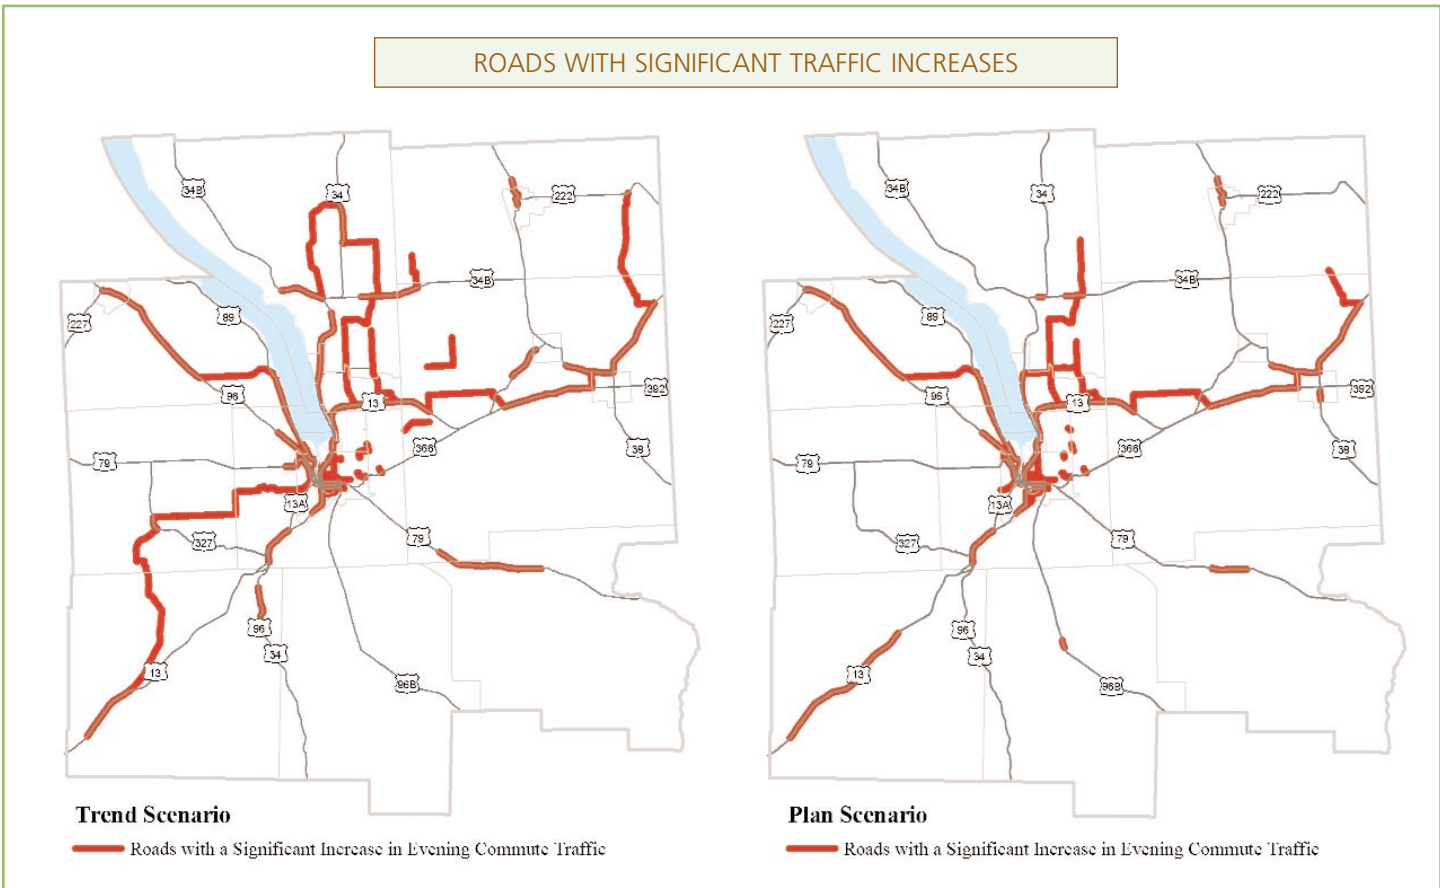 ROADS WITH SIGNIFICANT TRAFFIC INCREASES
34B
34
222
34B
89
227
392
96
13
38
366
79
13A
327
79
96
34
13
96B
Trend Scenario
Roads with a Significant Increase in Evening Commute Traffic
34B
34
222
34B
89
227
392
96
13
38
366
79
13A
327
79
96
34
13
96B
Plan Scenario
Roads with a Significant Increase in Evening Commute Traffic